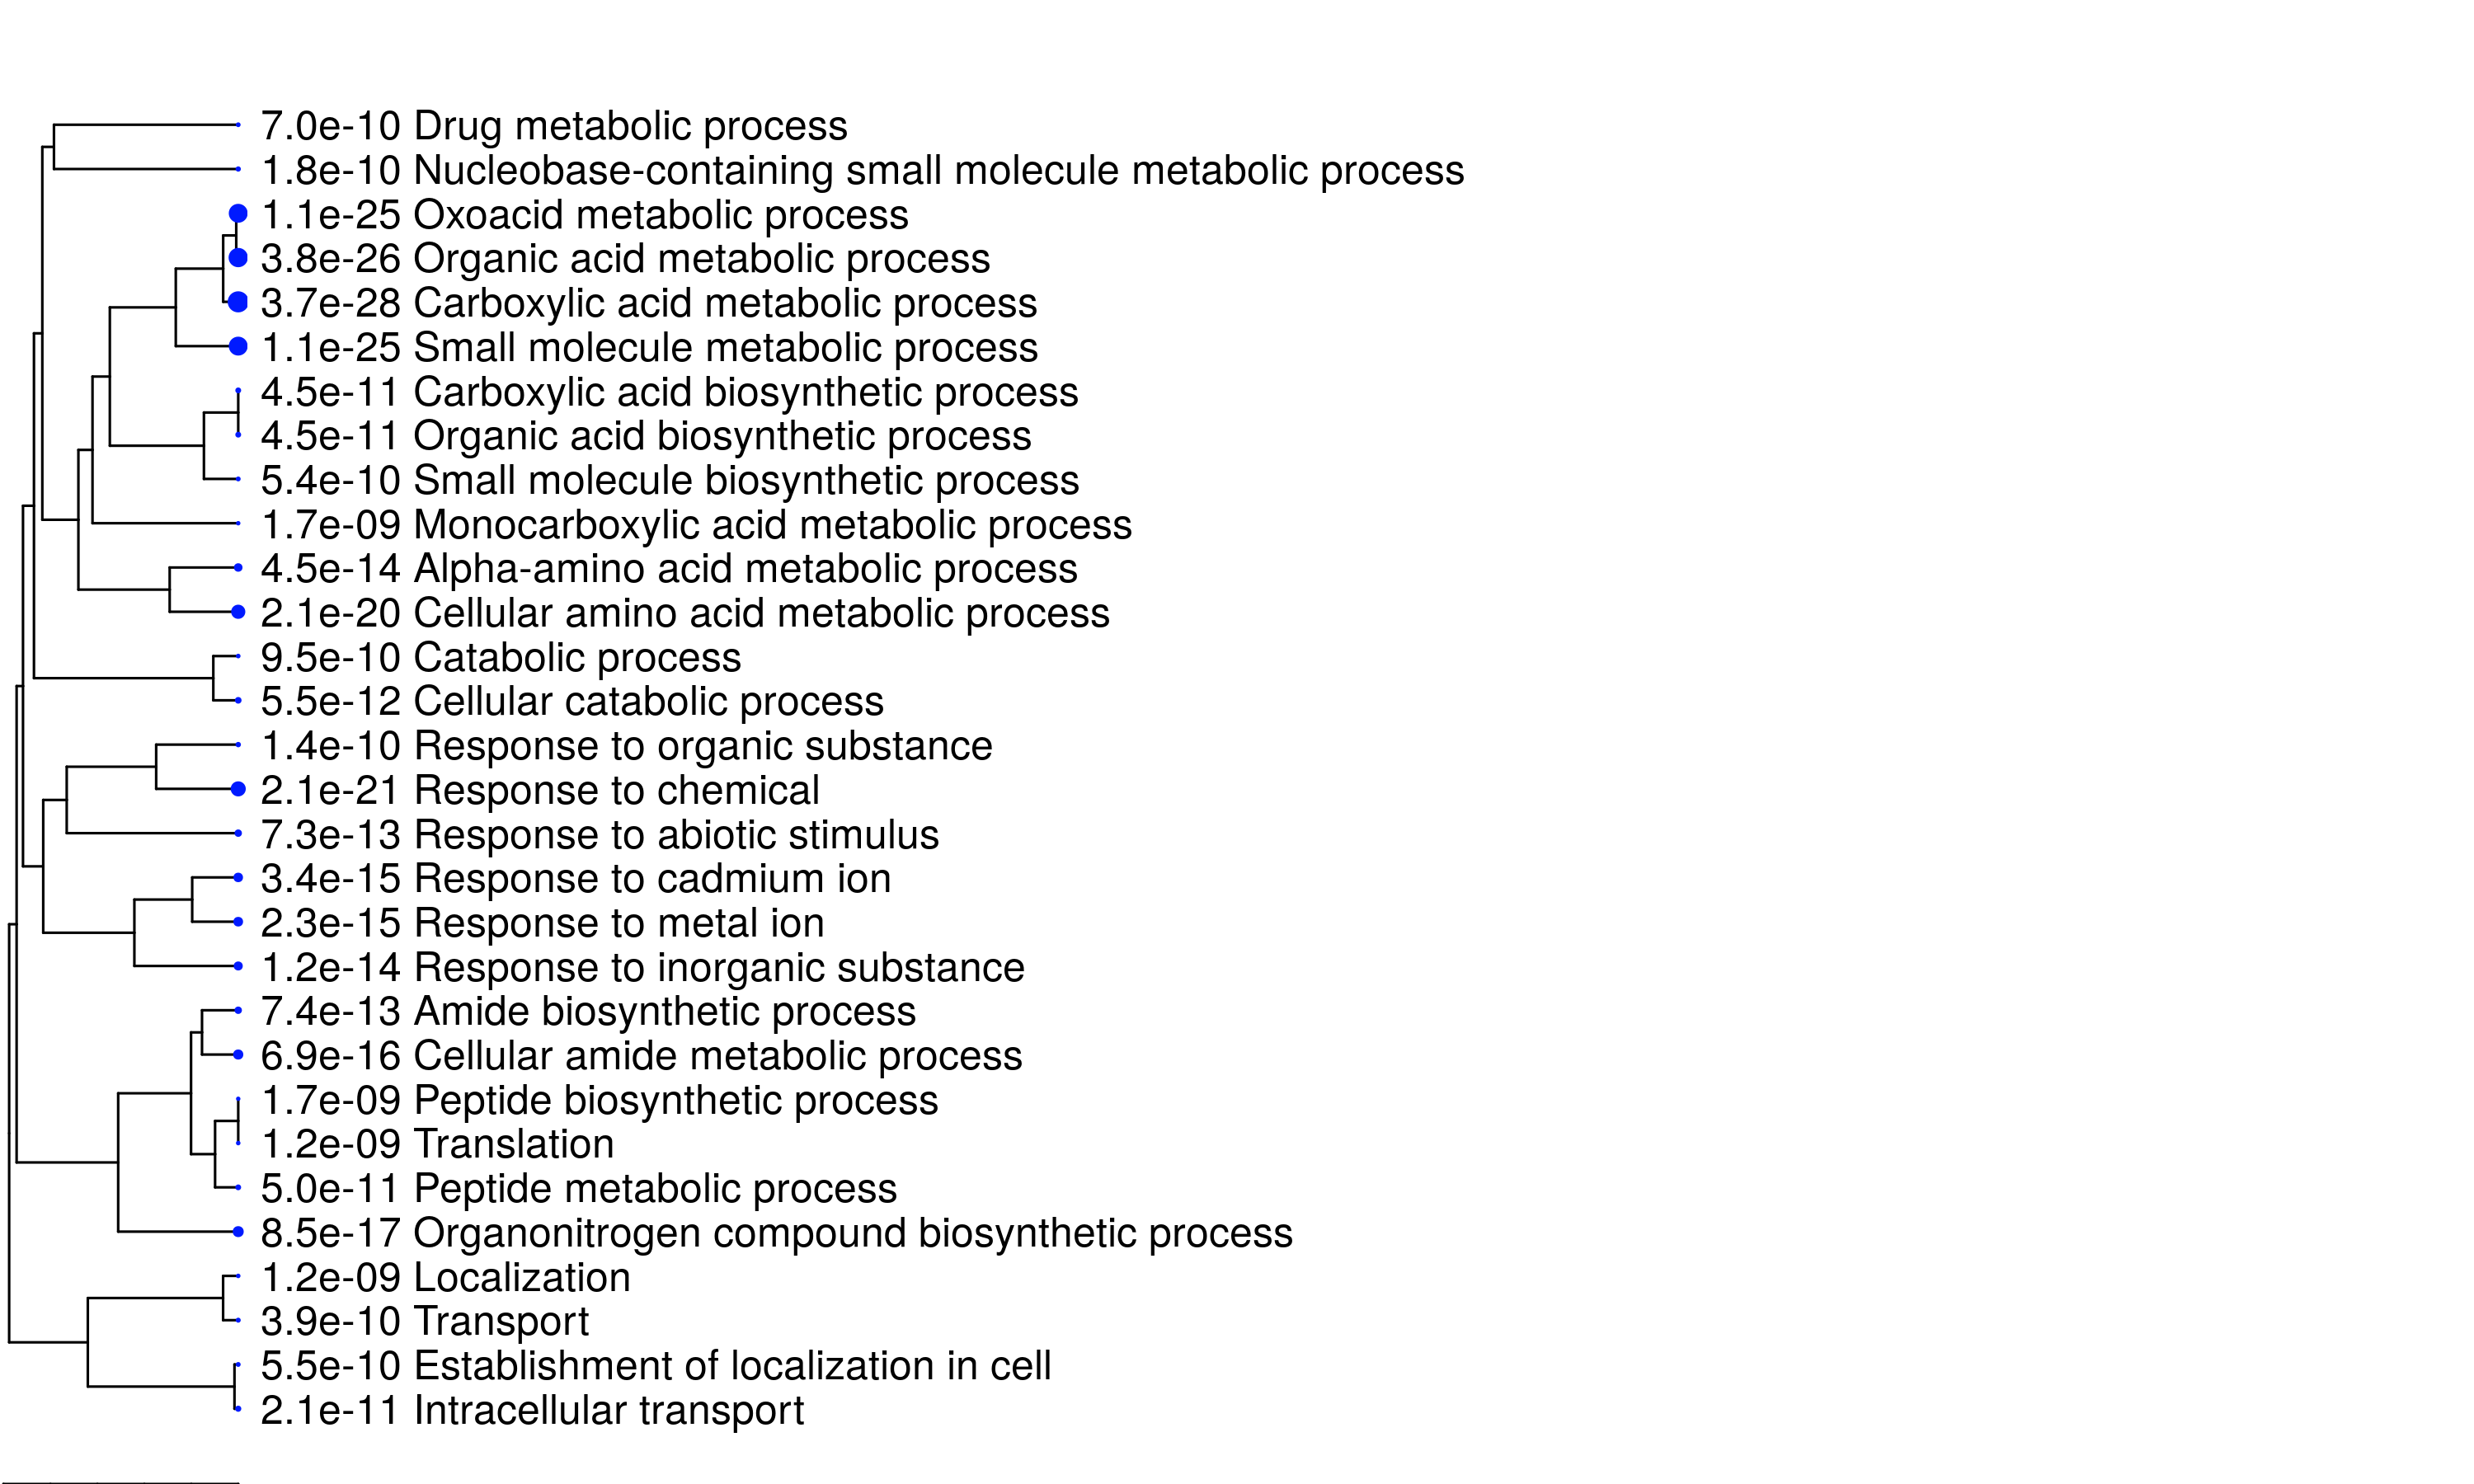 7.0e-10 Drug metabolic process
1.8e-10 Nucleobase-containing small molecule metabolic process
1.1e-25 Oxoacid metabolic process
3.8e-26 Organic acid metabolic process
3.7e-28 Carboxylic acid metabolic process
1.1e-25 Small molecule metabolic process
4.5e-11 Carboxylic acid biosynthetic process
4.5e-11 Organic acid biosynthetic process
5.4e-10 Small molecule biosynthetic process
1.7e-09 Monocarboxylic acid metabolic process
4.5e-14 Alpha-amino acid metabolic process
2.1e-20 Cellular amino acid metabolic process
9.5e-10 Catabolic process
5.5e-12 Cellular catabolic process
1.4e-10 Response to organic substance
2.1e-21 Response to chemical
7.3e-13 Response to abiotic stimulus
3.4e-15 Response to cadmium ion
2.3e-15 Response to metal ion
1.2e-14 Response to inorganic substance
7.4e-13 Amide biosynthetic process
6.9e-16 Cellular amide metabolic process
1.7e-09 Peptide biosynthetic process
1.2e-09 Translation
5.0e-11 Peptide metabolic process
8.5e-17 Organonitrogen compound biosynthetic process
1.2e-09 Localization
3.9e-10 Transport
5.5e-10 Establishment of localization in cell
2.1e-11 Intracellular transport